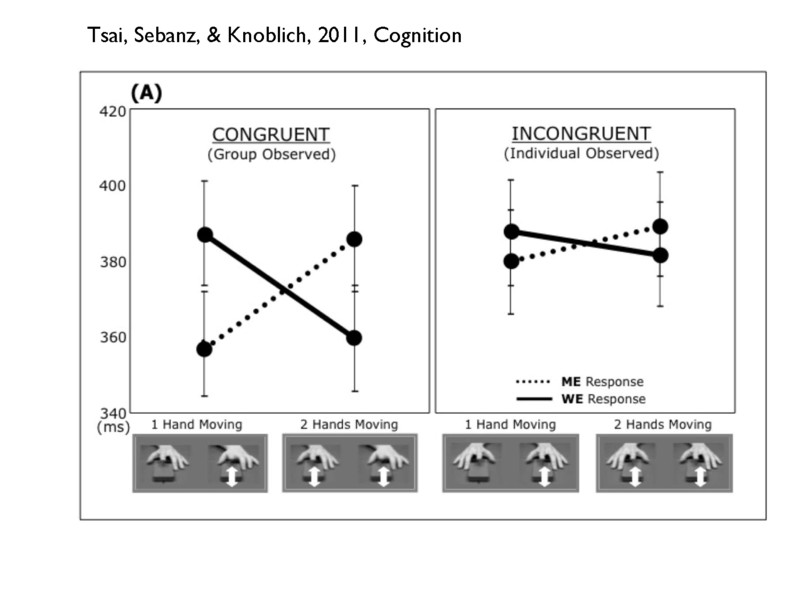 Tsai, Sebanz, & Knoblich, 2011, Cognition
(A)
420
400
380
360
340
(ms)
CONGRUENT
(Group Observed)
INCONGRUENT
(Individual Observed)
ME Response
WE Response
1 Hand Moving
2 Hands Moving
1 Hand Moving
2 Hands Moving